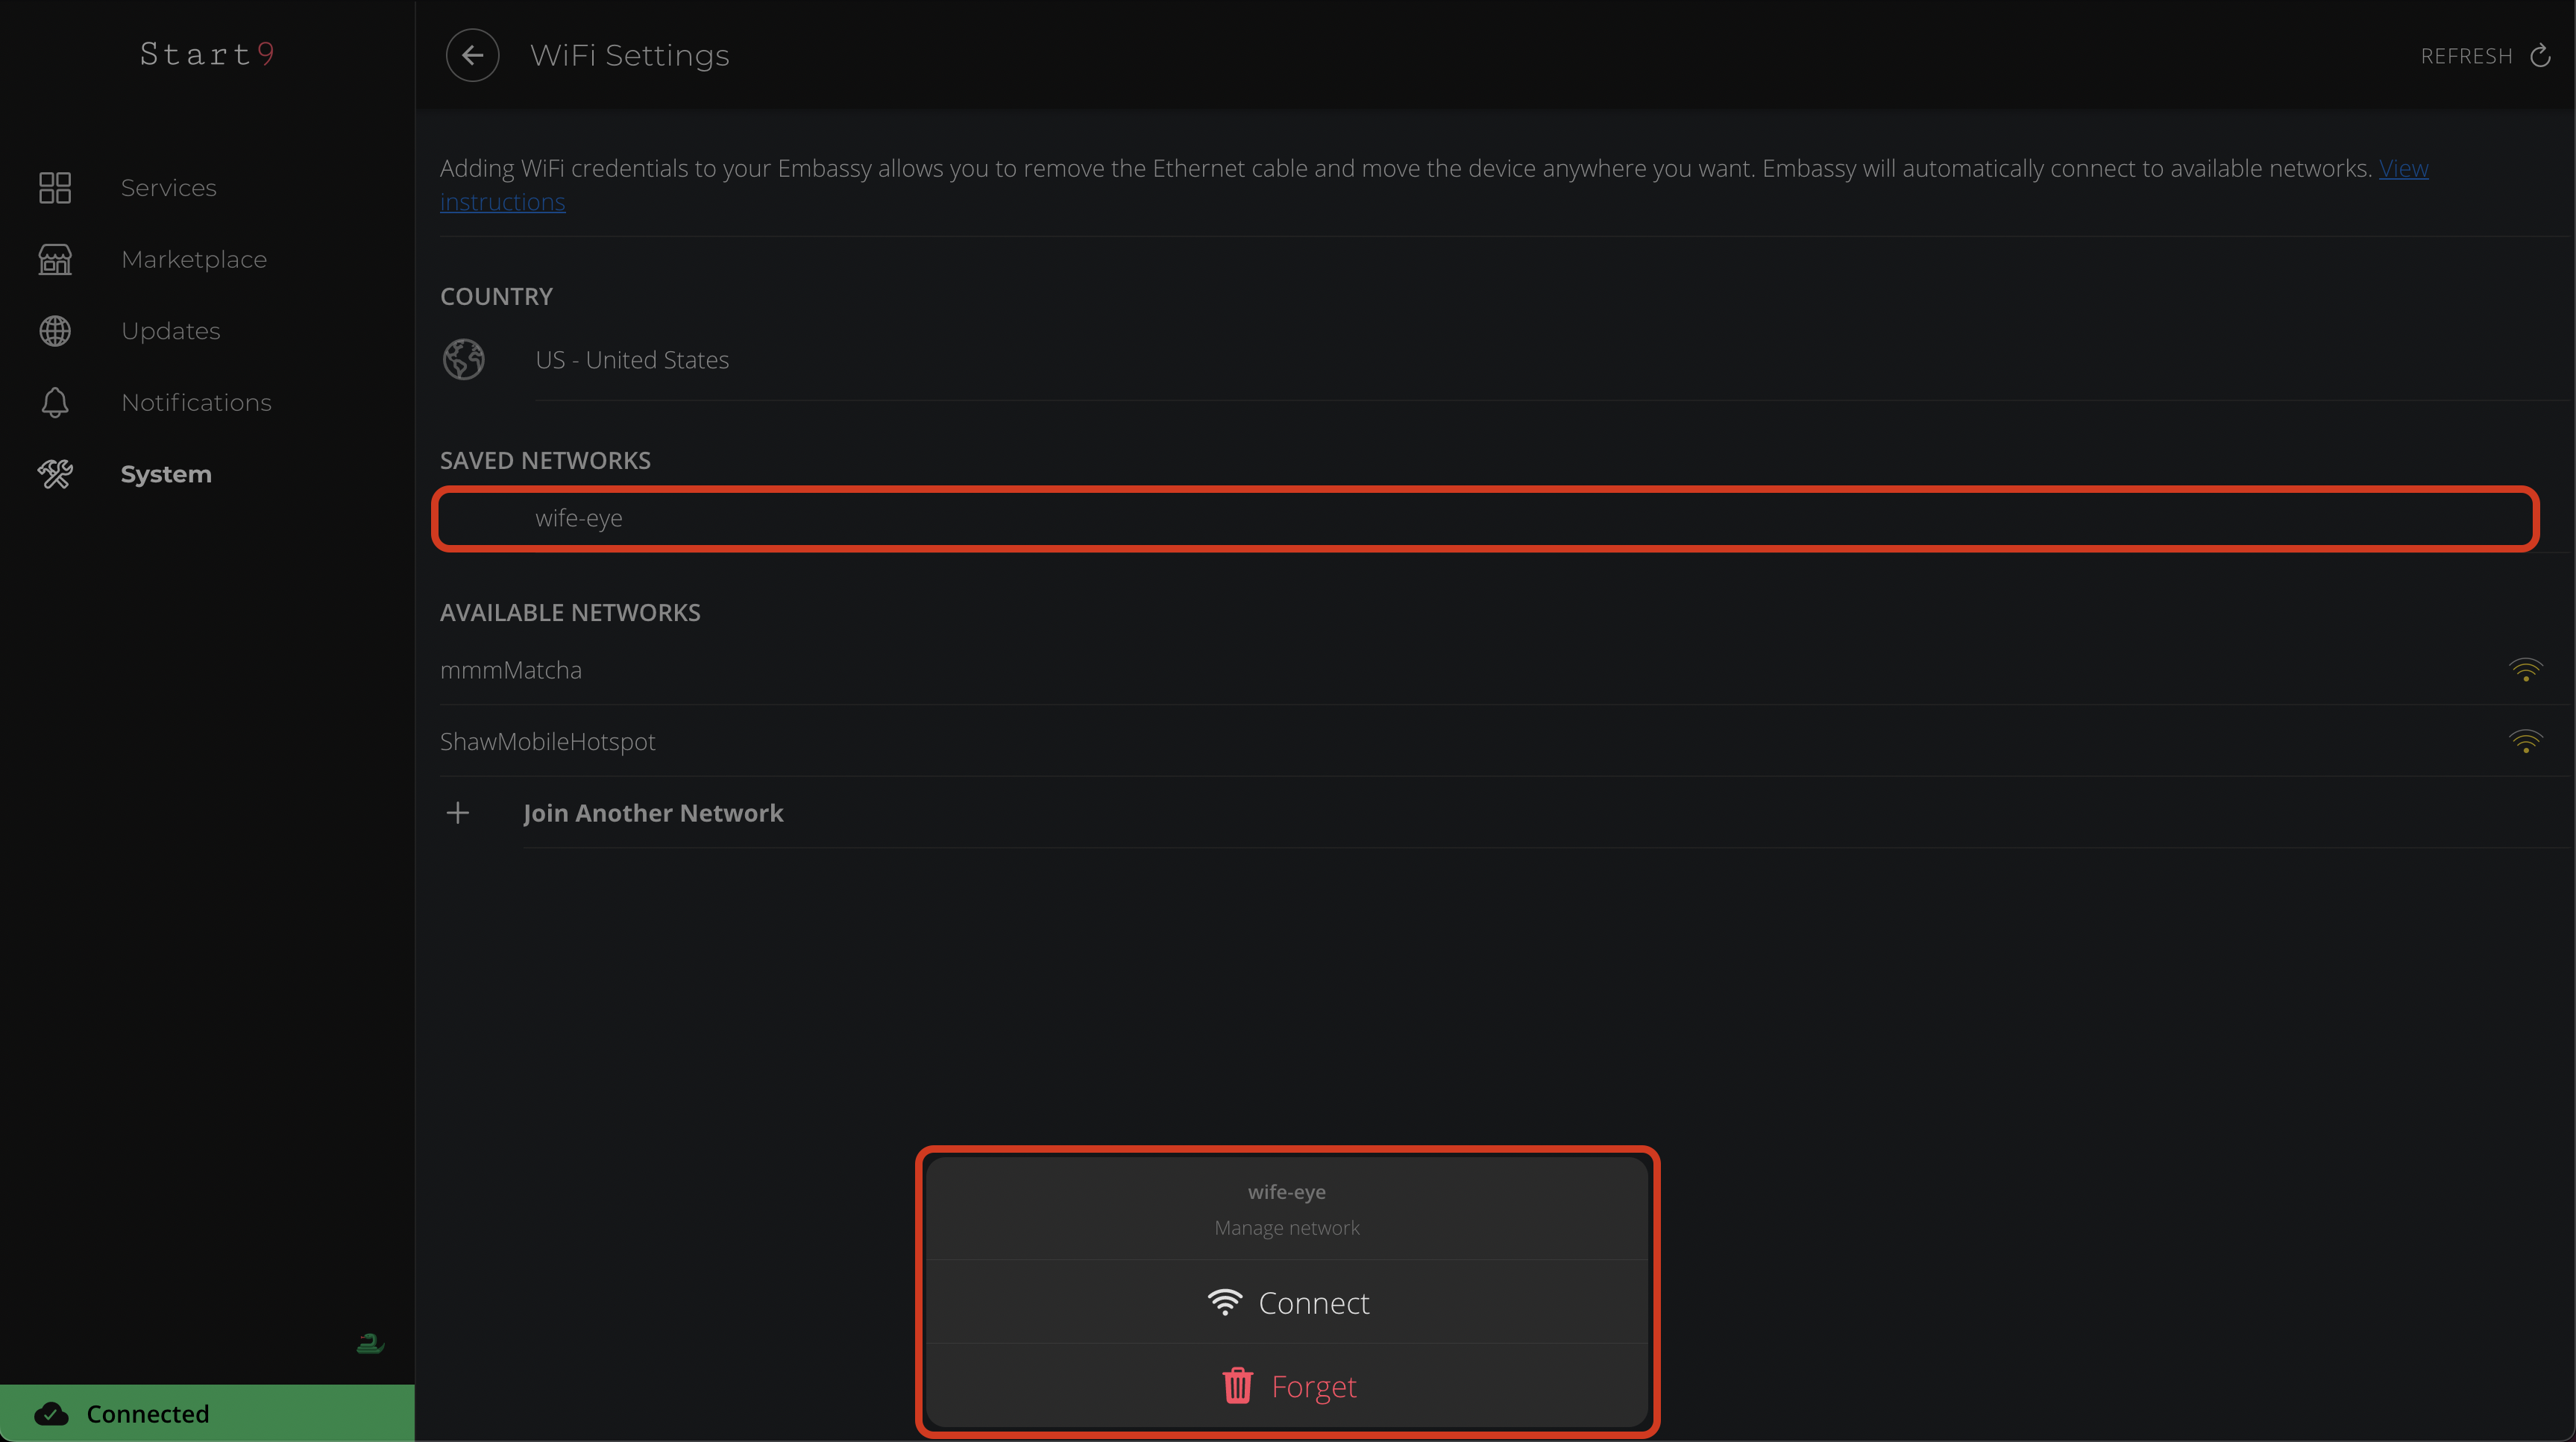 Start9
Services
Marketplace
Updates
Notifications
System
Connected
WiFi Settings
REFRESH
Adding WiFi credentials to your Embassy allows you to remove the Ethernet cable and move the device anywhere you want. Embassy will automatically connect to available networks. View
instructions
COUNTRY
US - United States
SAVED NETWORKS
wife-eye
AVAILABLE NETWORKS
mmmMatcha
ShawMobileHotspot
Join Another Network
wife-eye
Manage network
Connect
Forget